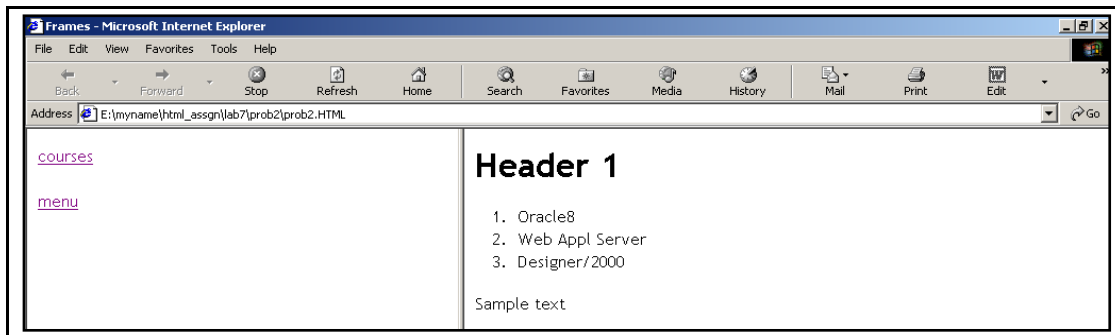 Frames - Microsoft Internet Explorer
File Edit View Favorites Tools Help
Back Forward Stop Refresh Home Search Favorites Media History Mail Print Edit
Address E:\myname\html_assgn\lab7\prob2\prob2.HTML Go
courses
menu
Header 1
1. Oracle8
2. Web Appl Server
3. Designer/2000
Sample text